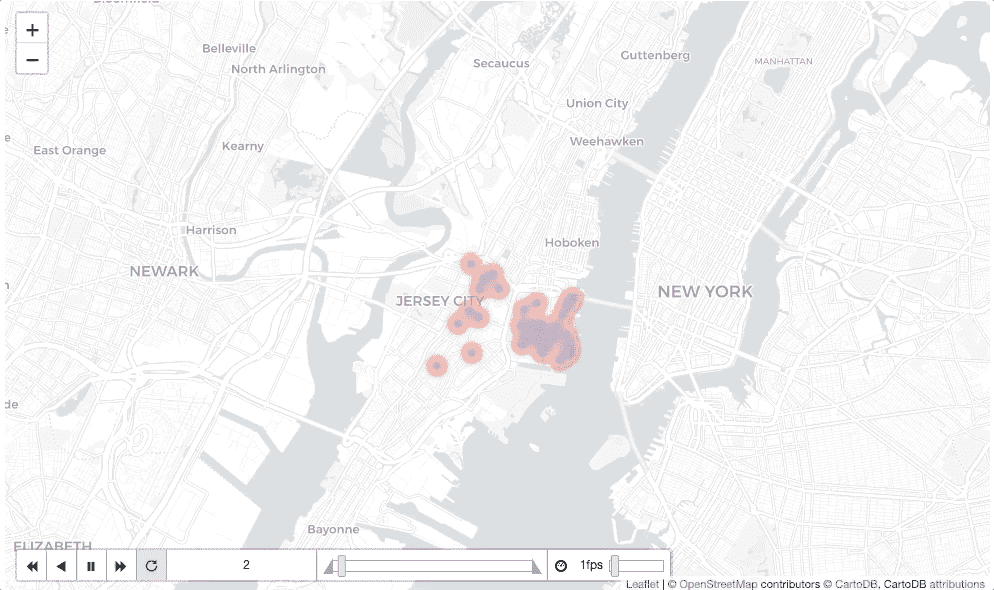 +
Belleville
Guttenberg
MANHATTAN
Secaucus
−
North Arlington
Union City
Weehawken
Kearny
East Orange
Harrison
Hoboken
NEWARK
NEW YORK
JERSEY CITY
de
Bayonne
ELIZABETH
2
1fps
Leaflet | © OpenStreetMap contributors © CartoDB, CartoDB attributions